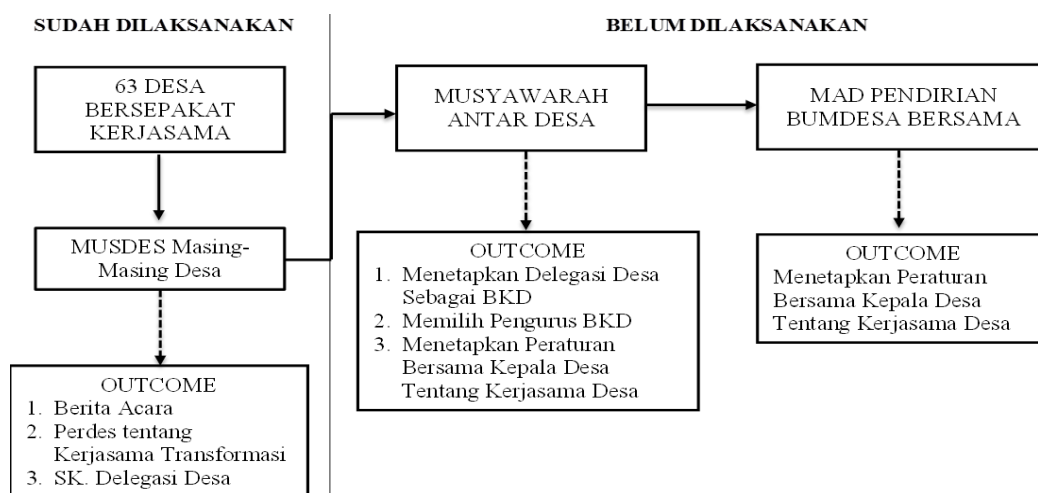 SUDAH DILAKSANAKAN
63 DESA
BERSEPAKAT
KERJASAMA
MUSDES Masing-
Masing Desa
OUTCOME
1. Berita Acara
2. Perdes tentang
Kerjasama Transformasi
3. SK. Delegasi Desa
BELUM DILAKSANAKAN
MUSYAWARAH
ANTAR DESA
OUTCOME
1. Menetapkan Delegasi Desa
Sebagai BKD
2. Memilih Pengurus BKD
3. Menetapkan Peraturan
Bersama Kepala Desa
Tentang Kerjasama Desa
MAD PENDIRIAN
BUMDESA BERSAMA
OUTCOME
Menetapkan Peraturan
Bersama Kepala Desa
Tentang Kerjasama Desa